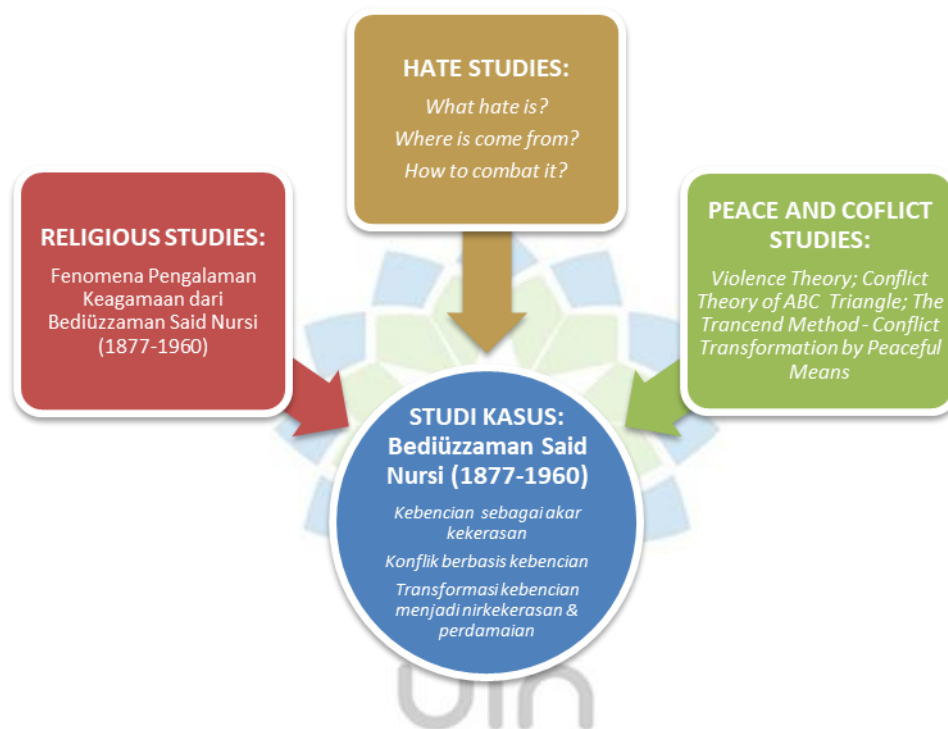 HATE STUDIES:
What hate is?
Where is come from?
How to combat it?
RELIGIOUS STUDIES:
Fenomena Pengalaman
Keagamaan dari
Bediüzzaman Said Nursi
(1877-1960)
PEACE AND COFLICT
STUDIES:
Violence Theory; Conflict
Theory of ABC Triangle; The
Trancend Method - Conflict
Transformation by Peaceful
Means
STUDI KASUS:
Bediüzzaman Said
Nursi (1877-1960)
Kebencian sebagai akar
kekerasan
Konflik berbasis kebencian
Transformasi kebencian
menjadi nirkekerasan &
perdamaian
uin